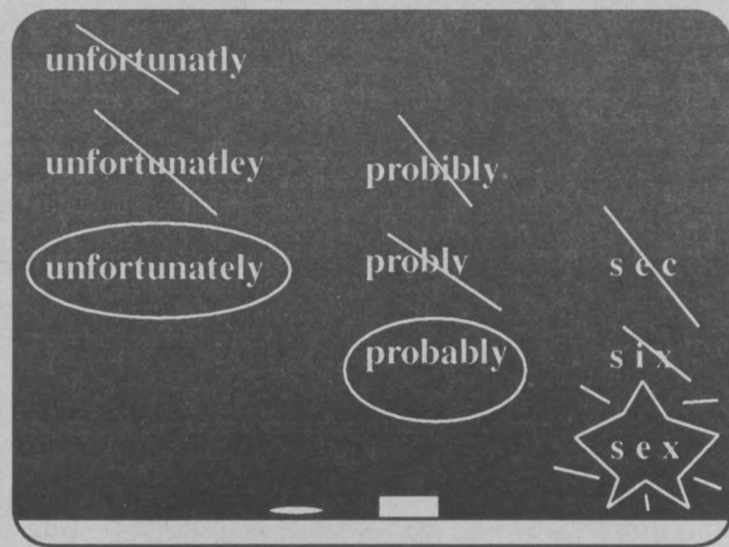 unfortunatly
unfortunatley
unfortunately
probibly
probly
probably
s e c
s i x
s e x